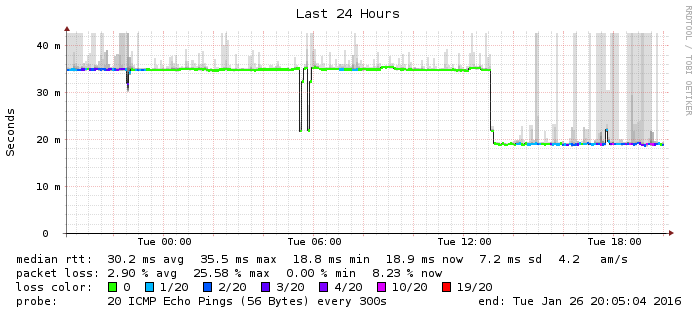 Last 24 Hours
RRDTOOL / TOBI OETIKER
Seconds
40 m
30 m
20 m
10 m
0
Tue 00:00 Tue 06:00 Tue 12:00 Tue 18:00
median rtt: 30.2 ms avg 35.5 ms max 18.8 ms min 18.9 ms now 7.2 ms sd 4.2 am/s
packet loss: 2.90 % avg 25.58 % max 0.00 % min 8.23 % now
loss color: 0 1/20 2/20 3/20 4/20 10/20 19/20
probe: 20 ICMP Echo Pings (56 Bytes) every 300s end: Tue Jan 26 20:05:04 2016